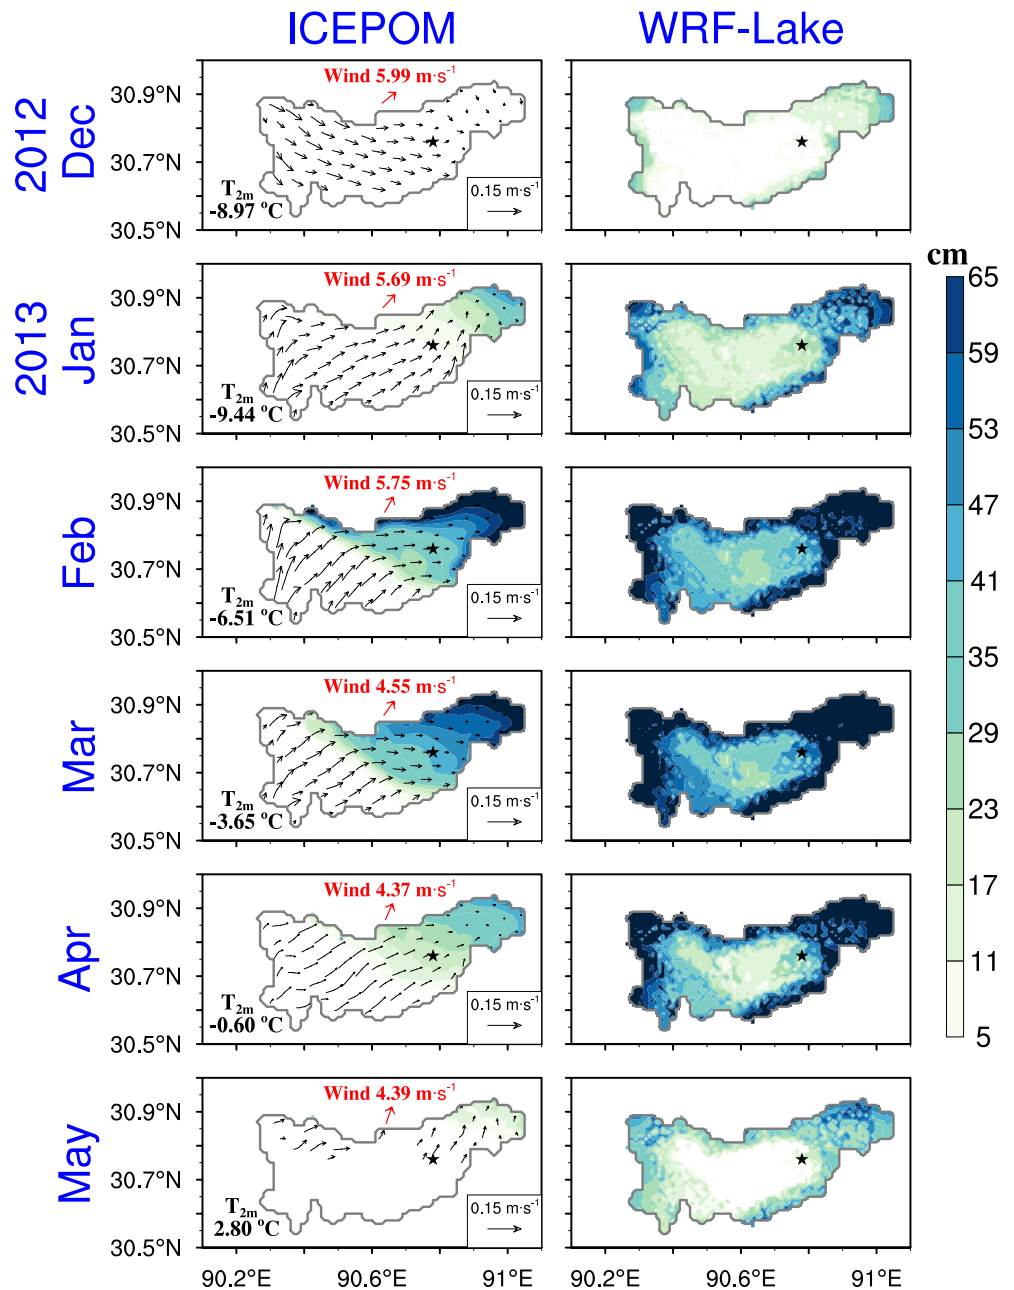 ICEPOM WRF-Lake
2012
Dec
Wind 5.99 m·s⁻¹
30.9°N
30.7°N
30.5°N
T2m
-8.97 °C
0.15 m·s⁻¹
2013
Jan
Wind 5.69 m·s⁻¹
30.9°N
30.7°N
30.5°N
T2m
-9.44 °C
0.15 m·s⁻¹
Feb
Wind 5.75 m·s⁻¹
30.9°N
30.7°N
30.5°N
T2m
-6.51 °C
0.15 m·s⁻¹
Mar
Wind 4.55 m·s⁻¹
30.9°N
30.7°N
30.5°N
T2m
-3.65 °C
0.15 m·s⁻¹
Apr
Wind 4.37 m·s⁻¹
30.9°N
30.7°N
30.5°N
T2m
-0.60 °C
0.15 m·s⁻¹
May
Wind 4.39 m·s⁻¹
30.9°N
30.7°N
30.5°N
T2m
2.80 °C
0.15 m·s⁻¹
90.2°E 90.6°E 91°E 90.2°E 90.6°E 91°E
cm
65
59
53
47
41
35
29
23
17
11
5